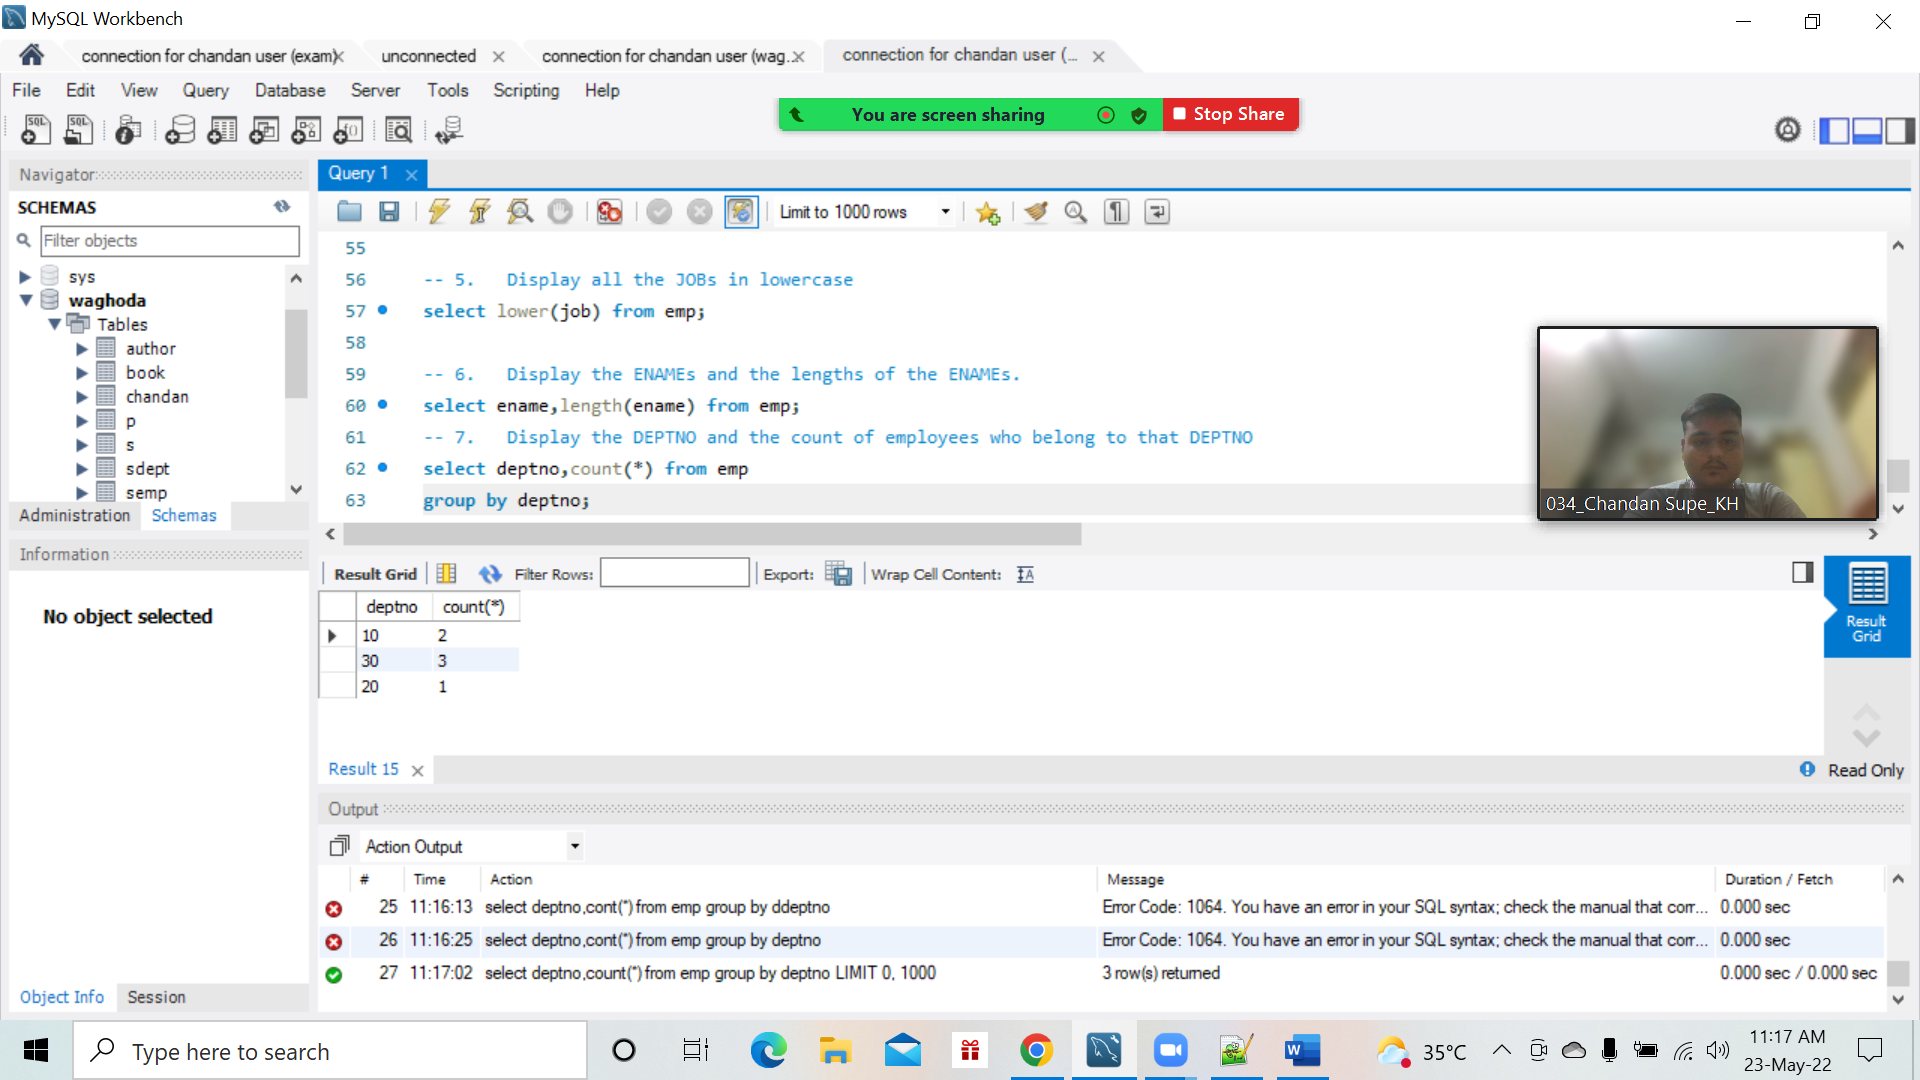 MySQL Workbench
connection for chandan user (exam)
unconnected
connection for chandan user (wag...
connection for chandan user (...
File Edit View Query Database Server Tools Scripting Help
You are screen sharing
Stop Share
SQL SQL
Navigator
Query 1
SCHEMAS
Filter objects
Limit to 1000 rows
sys
waghoda
Tables
author
book
chandan
p
s
sdept
semp
Administration Schemas
55
56 -- 5. Display all the JOBs in lowercase
57 select lower(job) from emp;
58
59 -- 6. Display the ENAMEs and the lengths of the ENAMEs.
60 select ename,length(ename) from emp;
61 -- 7. Display the DEPTNO and the count of employees who belong to that DEPTNO
62 select deptno,count(*) from emp
63 group by deptno;
034_Chandan Supe_KH
Information
No object selected
Object Info Session
Result Grid Filter Rows: Export: Wrap Cell Content:
deptno count(*)
10 2
30 3
20 1
Result Grid
Result 15
Read Only
Output
Action Output
# Time Action Message Duration / Fetch
25 11:16:13 select deptno,cont(*) from emp group by ddeptno Error Code: 1064. You have an error in your SQL syntax; check the manual that corr... 0.000 sec
26 11:16:25 select deptno,cont(*) from emp group by deptno Error Code: 1064. You have an error in your SQL syntax; check the manual that corr... 0.000 sec
27 11:17:02 select deptno,count(*) from emp group by deptno LIMIT 0, 1000 3 row(s) returned 0.000 sec / 0.000 sec
Type here to search
35°C
11:17 AM
23-May-22